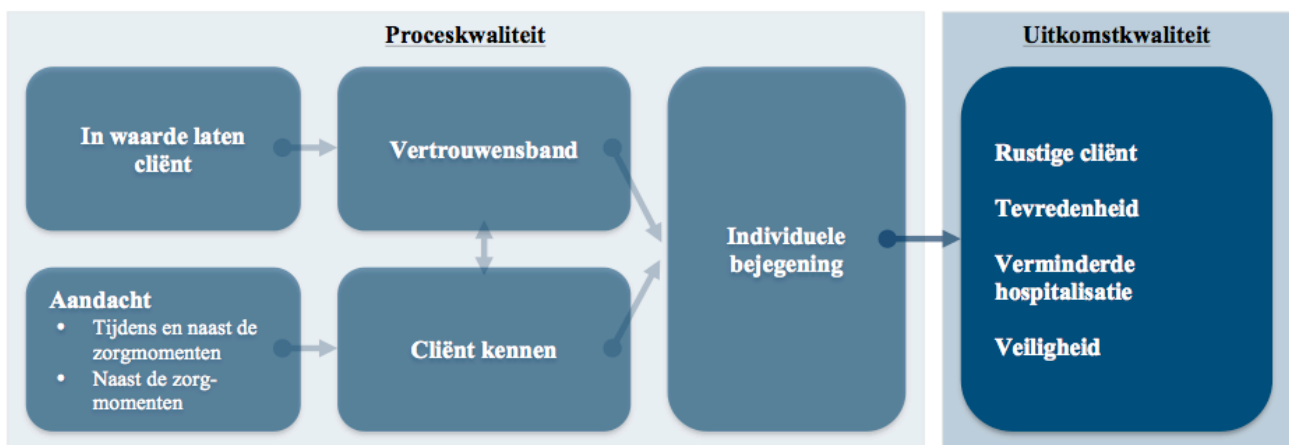 Proceskwaliteit
In waarde laten
cliënt
Vertrouwensband
Aandacht
• Tijdens en naast de
zorgmomenten
• Naast de zorg-
momenten
Cliënt kennen
Individuele
bejegening
Uitkomstkwaliteit
Rustige cliënt
Tevredenheid
Verminderde
hospitalisatie
Veiligheid